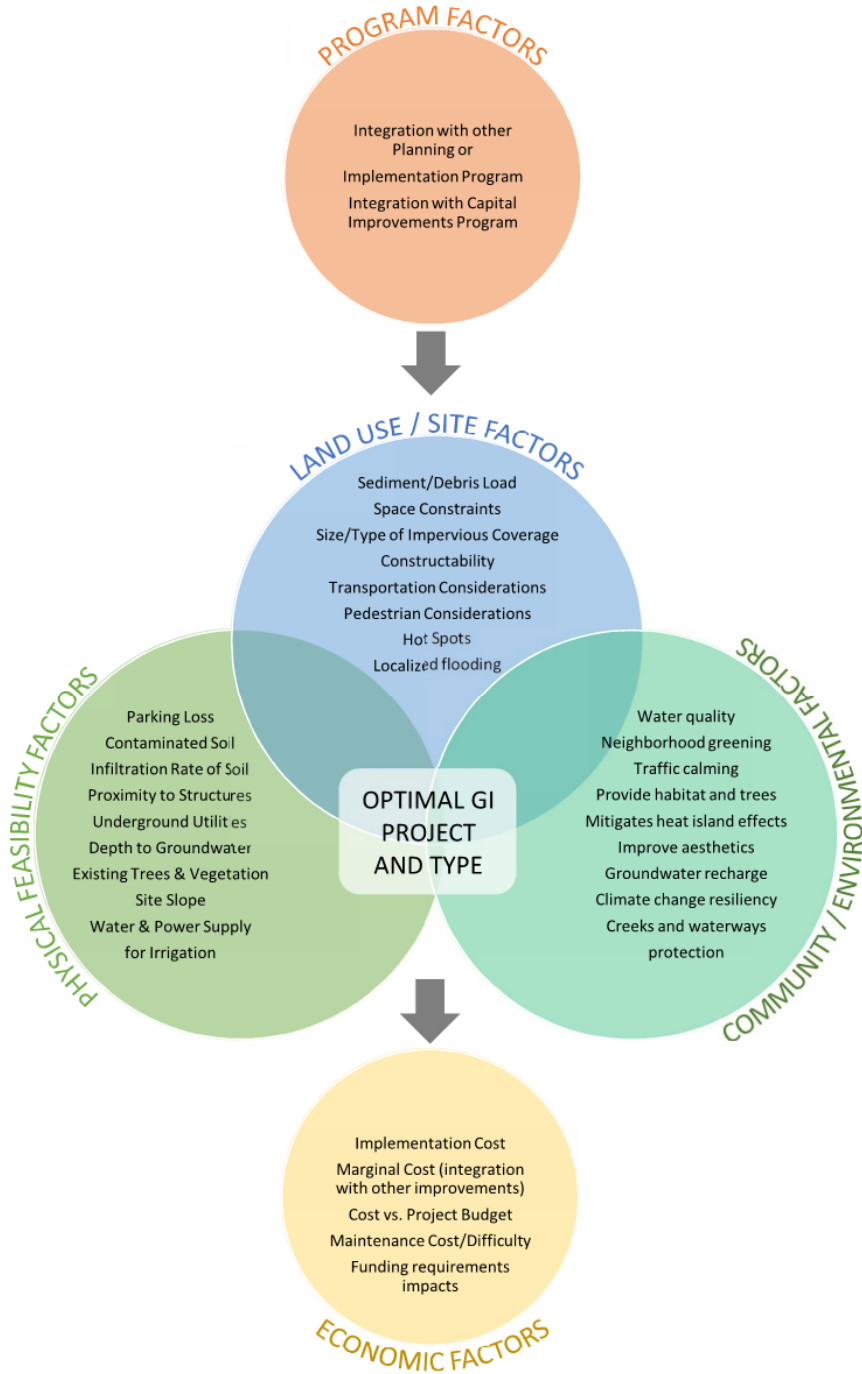 PROGRAM FACTORS
Integration with other
Planning or
Implementation Program
Integration with Capital
Improvements Program
LAND USE / SITE FACTORS
Sediment/Debris Load
Space Constraints
Size/Type of Impervious Coverage
Constructability
Transportation Considerations
Pedestrian Considerations
Hot Spots
Localized flooding
PHYSICAL FEASIBILITY FACTORS
Parking Loss
Contaminated Soil
Infiltration Rate of Soil
Proximity to Structures
Underground Utilities
Depth to Groundwater
Existing Trees & Vegetation
Site Slope
Water & Power Supply
for Irrigation
OPTIMAL GI
PROJECT
AND TYPE
COMMUNITY / ENVIRONMENTAL FACTORS
Water quality
Neighborhood greening
Traffic calming
Provide habitat and trees
Mitigates heat island effects
Improve aesthetics
Groundwater recharge
Climate change resiliency
Creeks and waterways
protection
Implementation Cost
Marginal Cost (integration
with other improvements)
Cost vs. Project Budget
Maintenance Cost/Difficulty
Funding requirements
impacts
ECONOMIC FACTORS